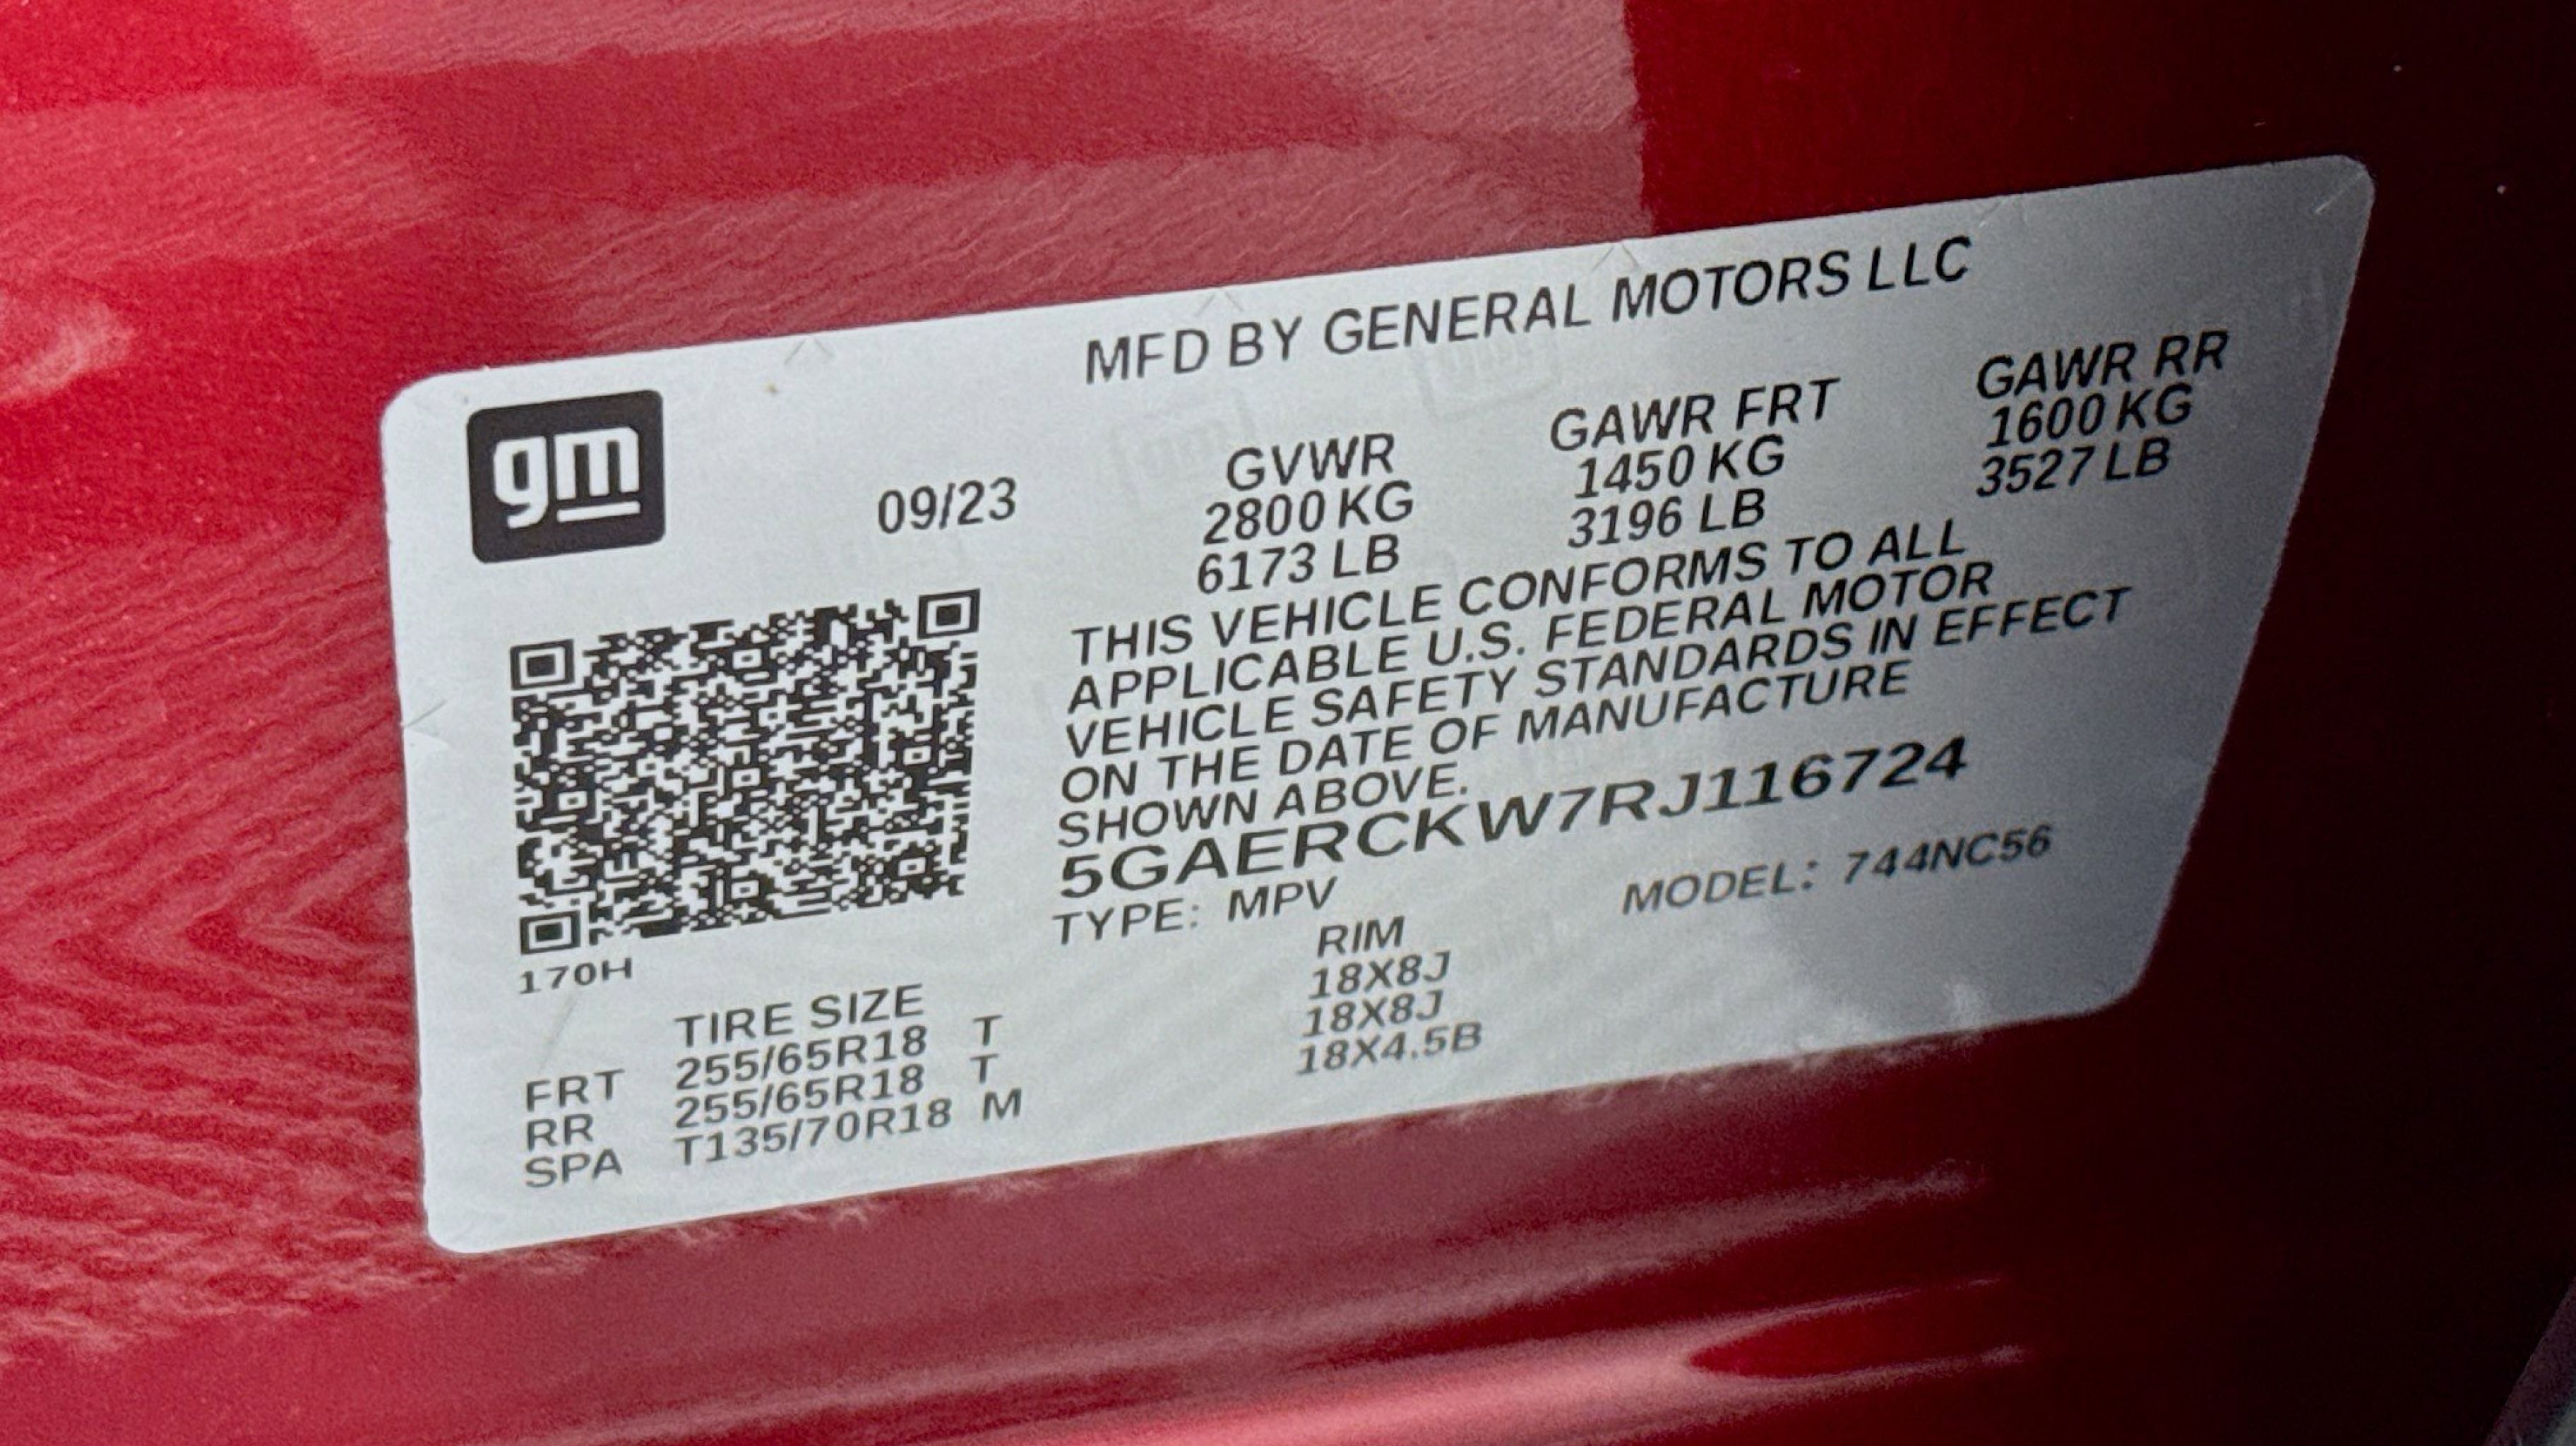 MFD BY GENERAL MOTORS LLC
gm
09/23
GVWR GAWR FRT GAWR RR
2800 KG 1450 KG 1600 KG
6173 LB 3196 LB 3527 LB
THIS VEHICLE CONFORMS TO ALL
APPLICABLE U.S. FEDERAL MOTOR
VEHICLE SAFETY STANDARDS IN EFFECT
ON THE DATE OF MANUFACTURE
SHOWN ABOVE.
5GAERCKW7RJ116724
TYPE: MPV MODEL: 744NC56
170H
TIRE SIZE RIM
FRT 255/65R18 T 18X8J
RR 255/65R18 T 18X8J
SPA T135/70R18 M 18X4.5B